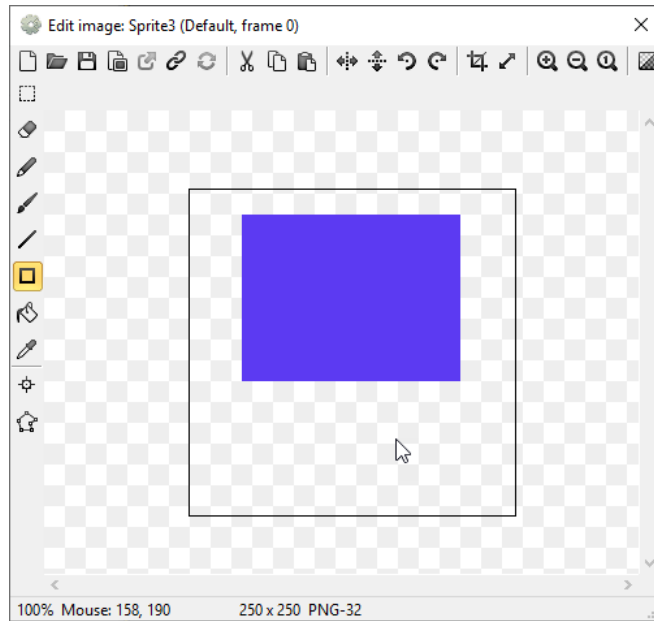 Edit image: Sprite3 (Default, frame 0)
100% Mouse: 158, 190 250 x 250 PNG-32